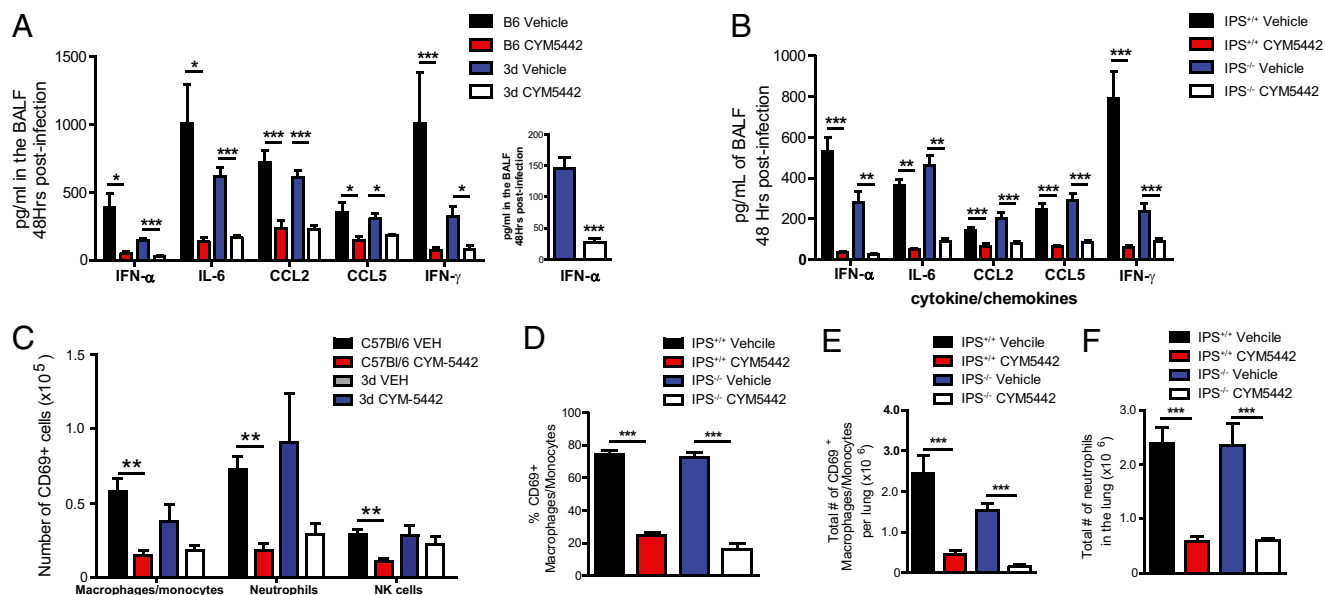 A
B6 Vehicle
B6 CYM5442
3d Vehicle
3d CYM5442
pg/ml in the BALF
48Hrs post-infection
1500
1000
500
0
*
*
***
***
***
*
*
***
*
***
IFN-α
IL-6
CCL2
CCL5
IFN-γ
pg/ml in the BALF
48Hrs post-infection
200
150
100
50
0
***
IFN-α
B
IPS+/+ Vehicle
IPS+/+ CYM5442
IPS-/- Vehicle
IPS-/- CYM5442
pg/mL of BALF
48 Hrs post-infection
1000
800
600
400
200
0
***
**
**
**
***
***
***
***
***
***
IFN-α
IL-6
CCL2
CCL5
IFN-γ
cytokine/chemokines
C
C57Bl/6 VEH
C57Bl/6 CYM-5442
3d VEH
3d CYM-5442
Number of CD69+ cells (x10⁵)
1.5
1.0
0.5
0
**
**
**
Macrophages/monocytes
Neutrophils
NK cells
D
IPS+/+ Vehicle
IPS+/+ CYM5442
IPS-/- Vehicle
IPS-/- CYM5442
% CD69+
Macrophages/Monocytes
100
80
60
40
20
0
***
***
E
IPS+/+ Vehcile
IPS+/+ CYM5442
IPS-/- Vehicle
IPS-/- CYM5442
Total # of CD69 +
Macrophages/Monocytes
per lung (x10 6)
4.0
3.0
2.0
1.0
0.0
***
***
F
IPS+/+ Vehcile
IPS+/+ CYM5442
IPS-/- Vehicle
IPS-/- CYM5442
Total # of neutrophils
in the lung (x10 6)
3.0
2.0
1.0
0.0
***
***